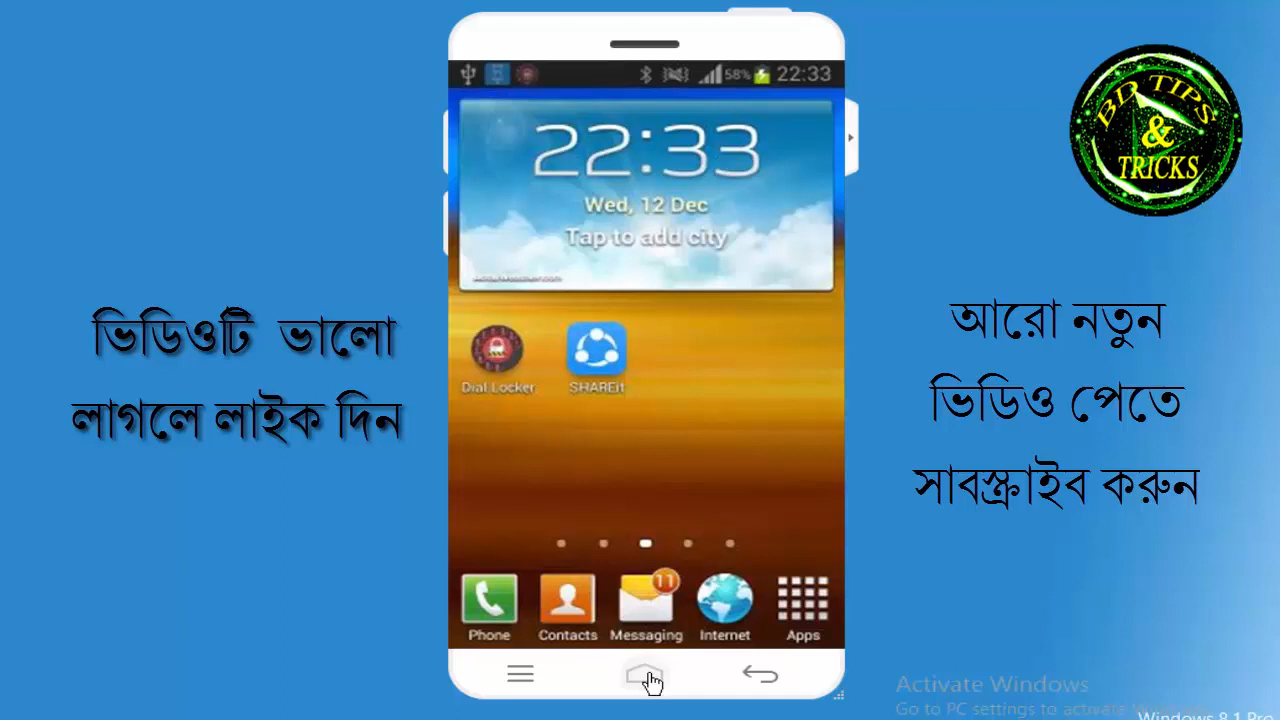 58% 22:33
BD TIPS
&
TRICKS
22:33
Wed, 12 Dec
Tap to add city
ভিডিওটি ভালো
লাগলে লাইক দিন
আরো নতুন
ভিডিও পেতে
সাবস্ক্রাইব করুন
Dial Locker SHAREit
11
Phone Contacts Messaging Internet Apps
Activate Windows
Go to PC settings to activate
Windows 8.1 Pro